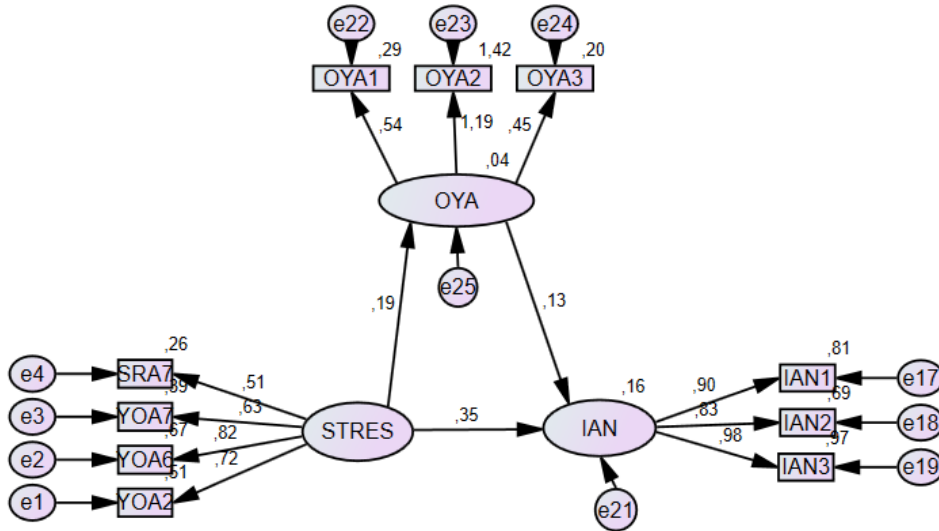 e22 e23 e24
,29 1,42 ,20
OYA1 OYA2 OYA3
,54 1,19 ,45
,04
OYA
e25
,19 ,13
,26 ,81
e4 SRA7 ,51 ,16 ,90 IAN1 e17
,39 ,69
e3 YOA7 ,63 STRES ,35 IAN ,83 IAN2 e18
,67 ,97
e2 YOA6 ,82 ,98 IAN3 e19
,51
e1 YOA2 ,72 e21